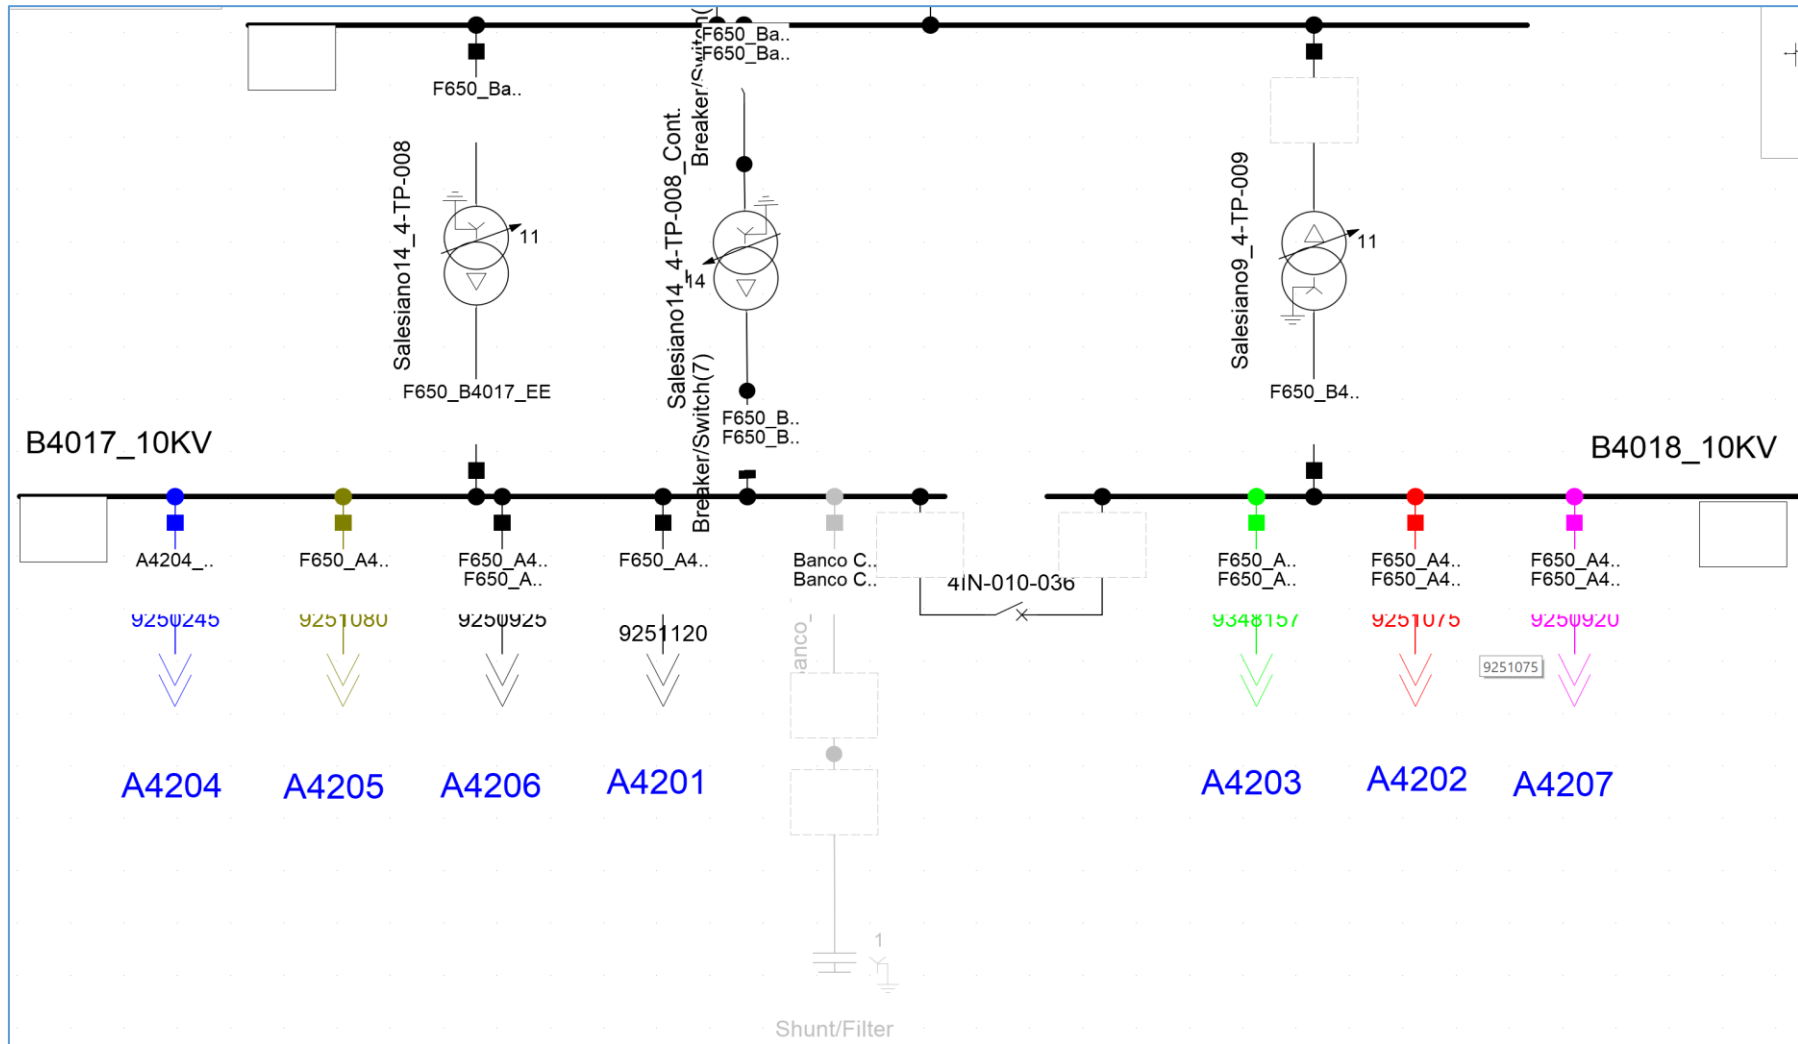 F650_Ba..
F650_Ba..
Breaker/Switch(
F650_Ba..
Salesiano14_4-TP-008
11
Salesiano14_4-TP-008_Cont.
14
Salesiano9_4-TP-009
11
F650_B4017_EE
Breaker/Switch(7)
F650_B..
F650_B..
F650_B4..
B4017_10KV
B4018_10KV
A4204_..
F650_A4..
F650_A4..
F650_A..
F650_A4..
Banco C..
Banco C..
4IN-010-036
F650_A..
F650_A..
F650_A4..
F650_A4..
F650_A4..
F650_A4..
9250245
9251080
9250925
9251120
anco_
9348157
9251075
9250920
9251075
A4204
A4205
A4206
A4201
A4203
A4202
A4207
1
Shunt/Filter